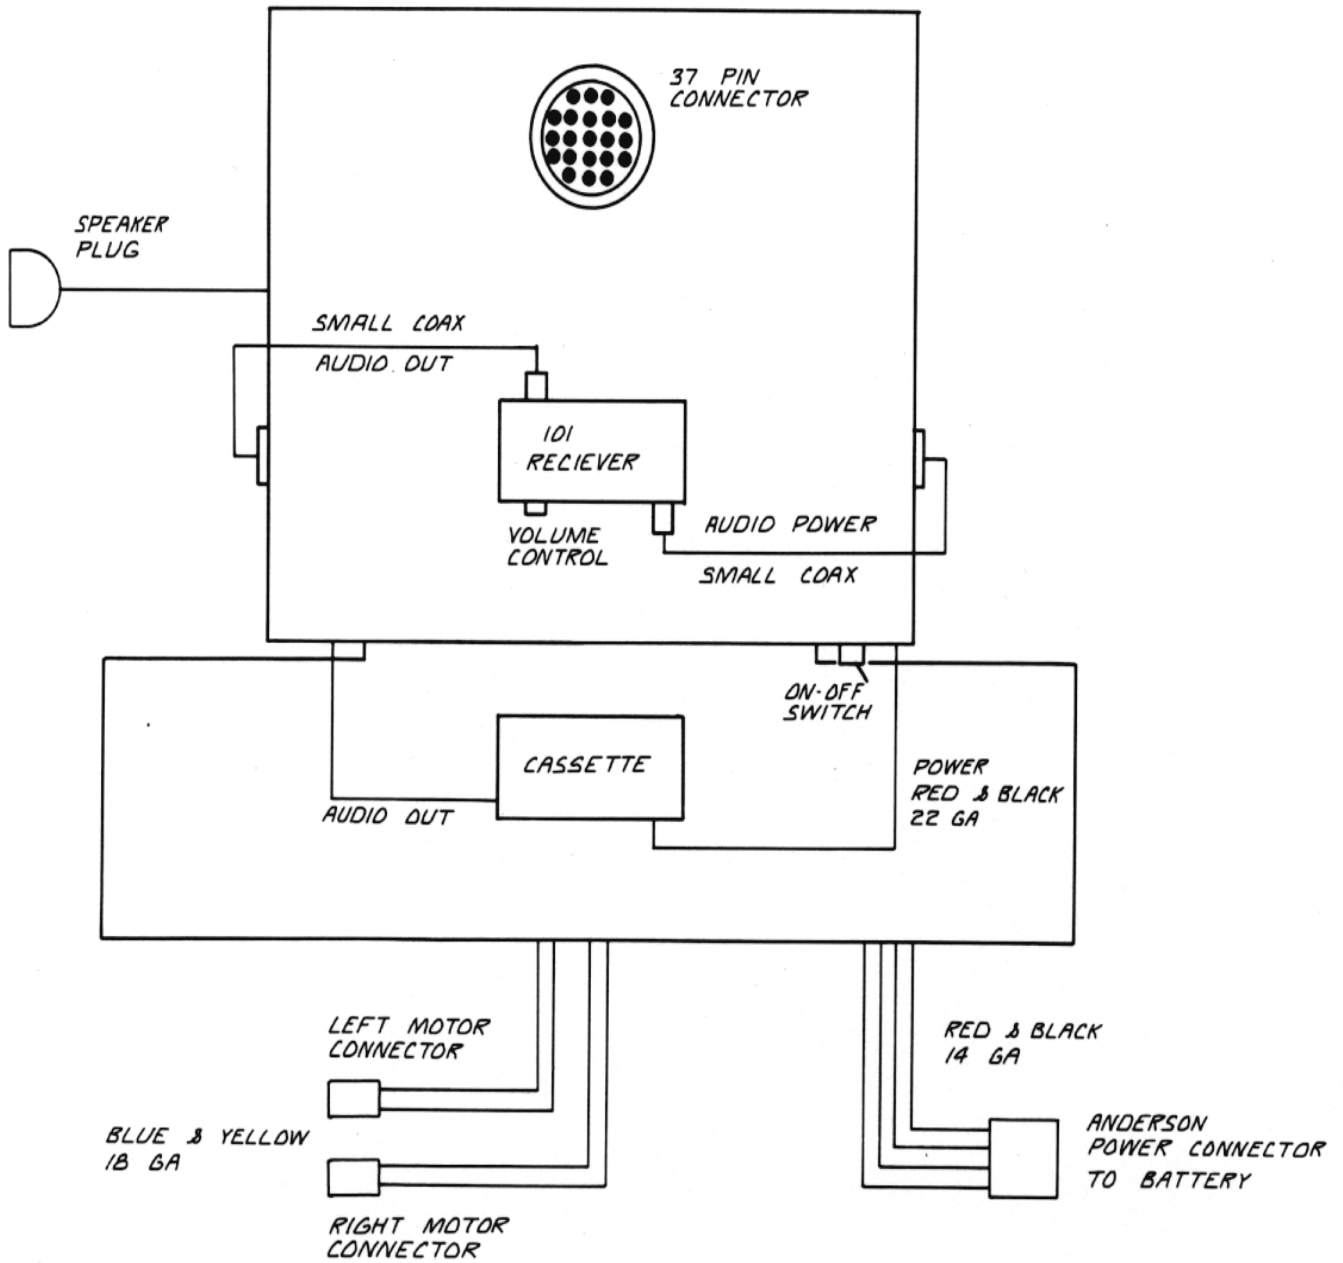 37 PIN
CONNECTOR
SPEAKER
PLUG
SMALL COAX
AUDIO OUT
101
RECIEVER
VOLUME
CONTROL
AUDIO POWER
SMALL COAX
ON-OFF
SWITCH
CASSETTE
AUDIO OUT
POWER
RED & BLACK
22 GA
LEFT MOTOR
CONNECTOR
RED & BLACK
14 GA
BLUE & YELLOW
18 GA
ANDERSON
POWER CONNECTOR
TO BATTERY
RIGHT MOTOR
CONNECTOR